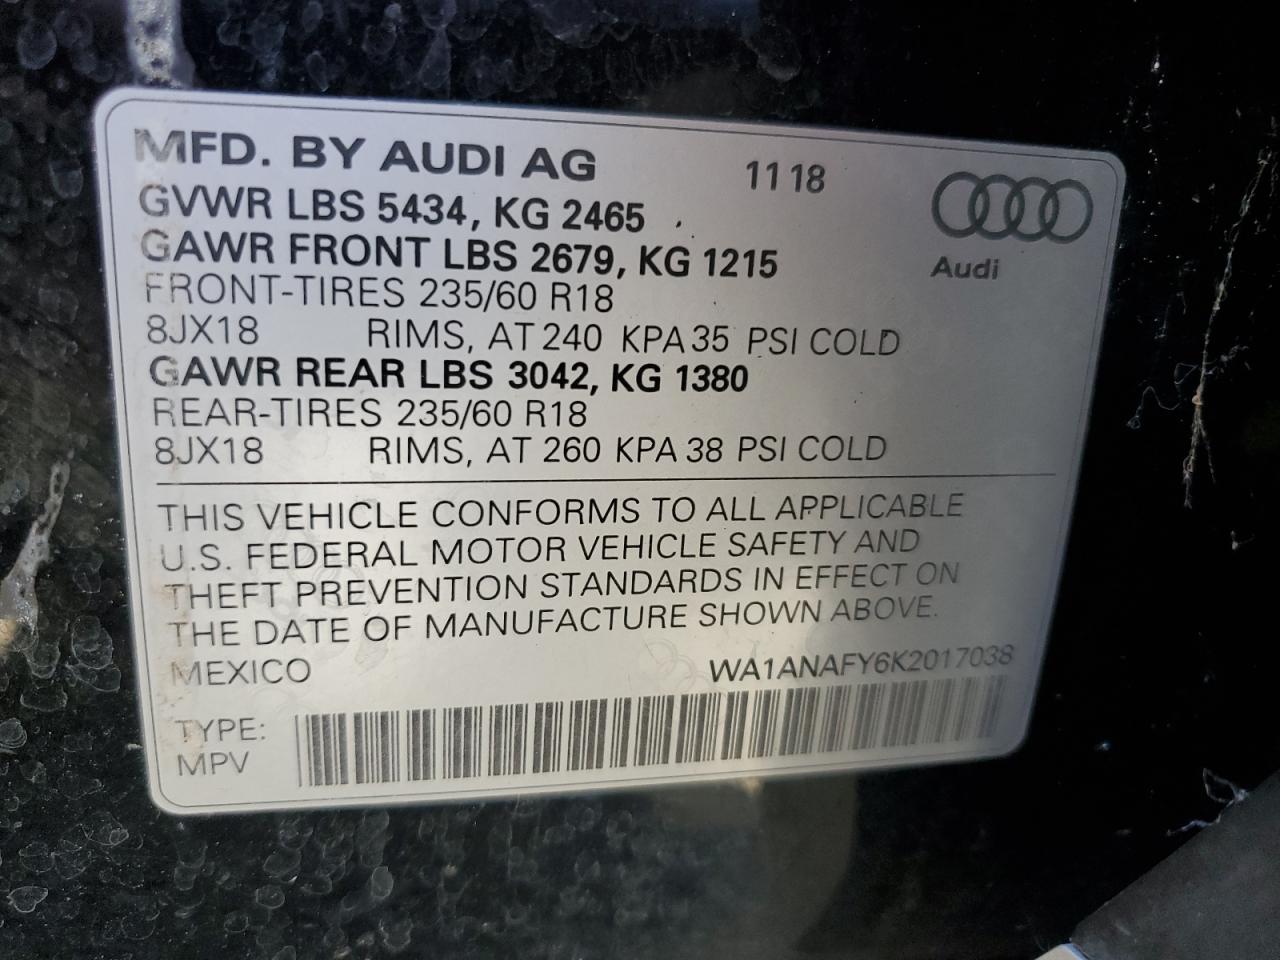 MFD. BY AUDI AG 11 18
GVWR LBS 5434, KG 2465
GAWR FRONT LBS 2679, KG 1215
Audi
FRONT-TIRES 235/60 R18
8JX18 RIMS, AT 240 KPA 35 PSI COLD
GAWR REAR LBS 3042, KG 1380
REAR-TIRES 235/60 R18
8JX18 RIMS, AT 260 KPA 38 PSI COLD
THIS VEHICLE CONFORMS TO ALL APPLICABLE
U.S. FEDERAL MOTOR VEHICLE SAFETY AND
THEFT PREVENTION STANDARDS IN EFFECT ON
THE DATE OF MANUFACTURE SHOWN ABOVE.
MEXICO WA1ANAFY6K2017038
TYPE:
MPV